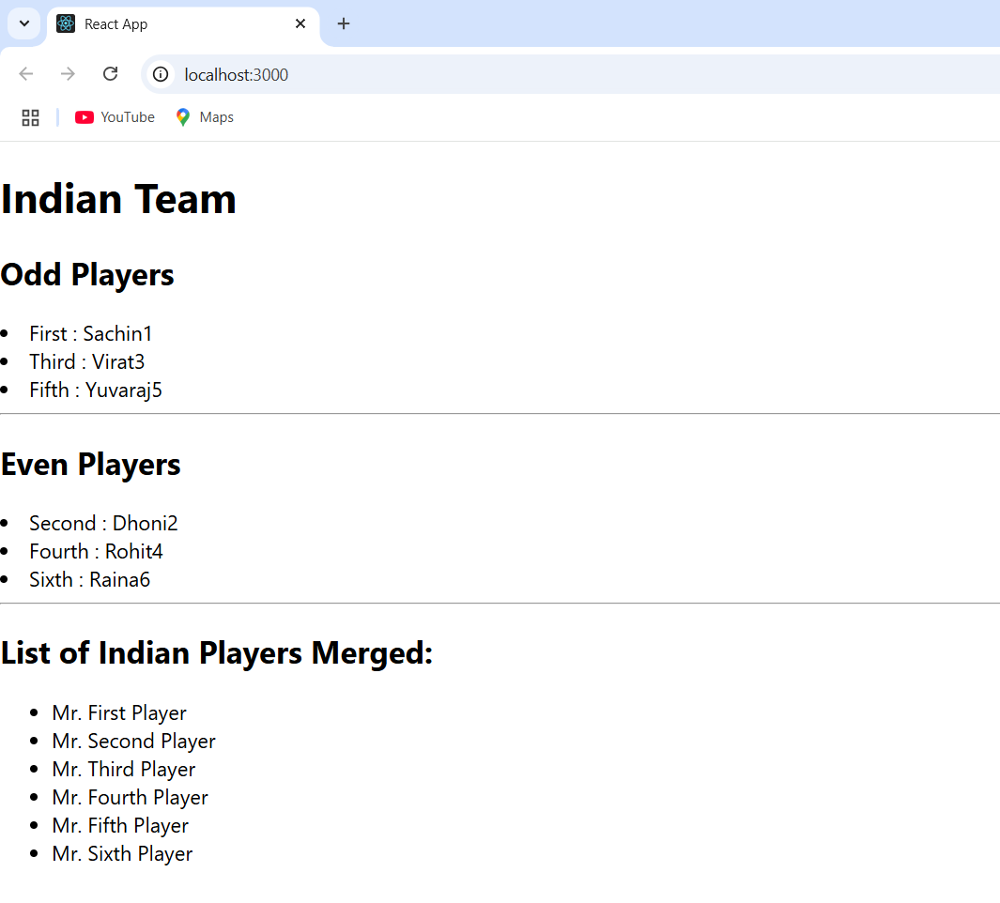 React App
localhost:3000
YouTube Maps
Indian Team
Odd Players
First : Sachin1
Third : Virat3
Fifth : Yuvaraj5
Even Players
Second : Dhoni2
Fourth : Rohit4
Sixth : Raina6
List of Indian Players Merged:
Mr. First Player
Mr. Second Player
Mr. Third Player
Mr. Fourth Player
Mr. Fifth Player
Mr. Sixth Player